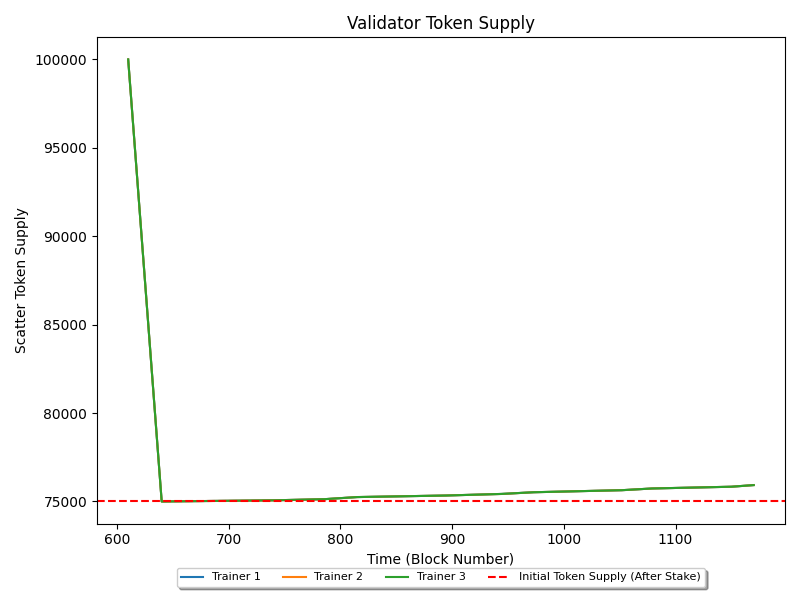 Validator Token Supply
Scatter Token Supply
100000
95000
90000
85000
80000
75000
600 700 800 900 1000 1100
Time (Block Number)
Trainer 1 Trainer 2 Trainer 3 Initial Token Supply (After Stake)